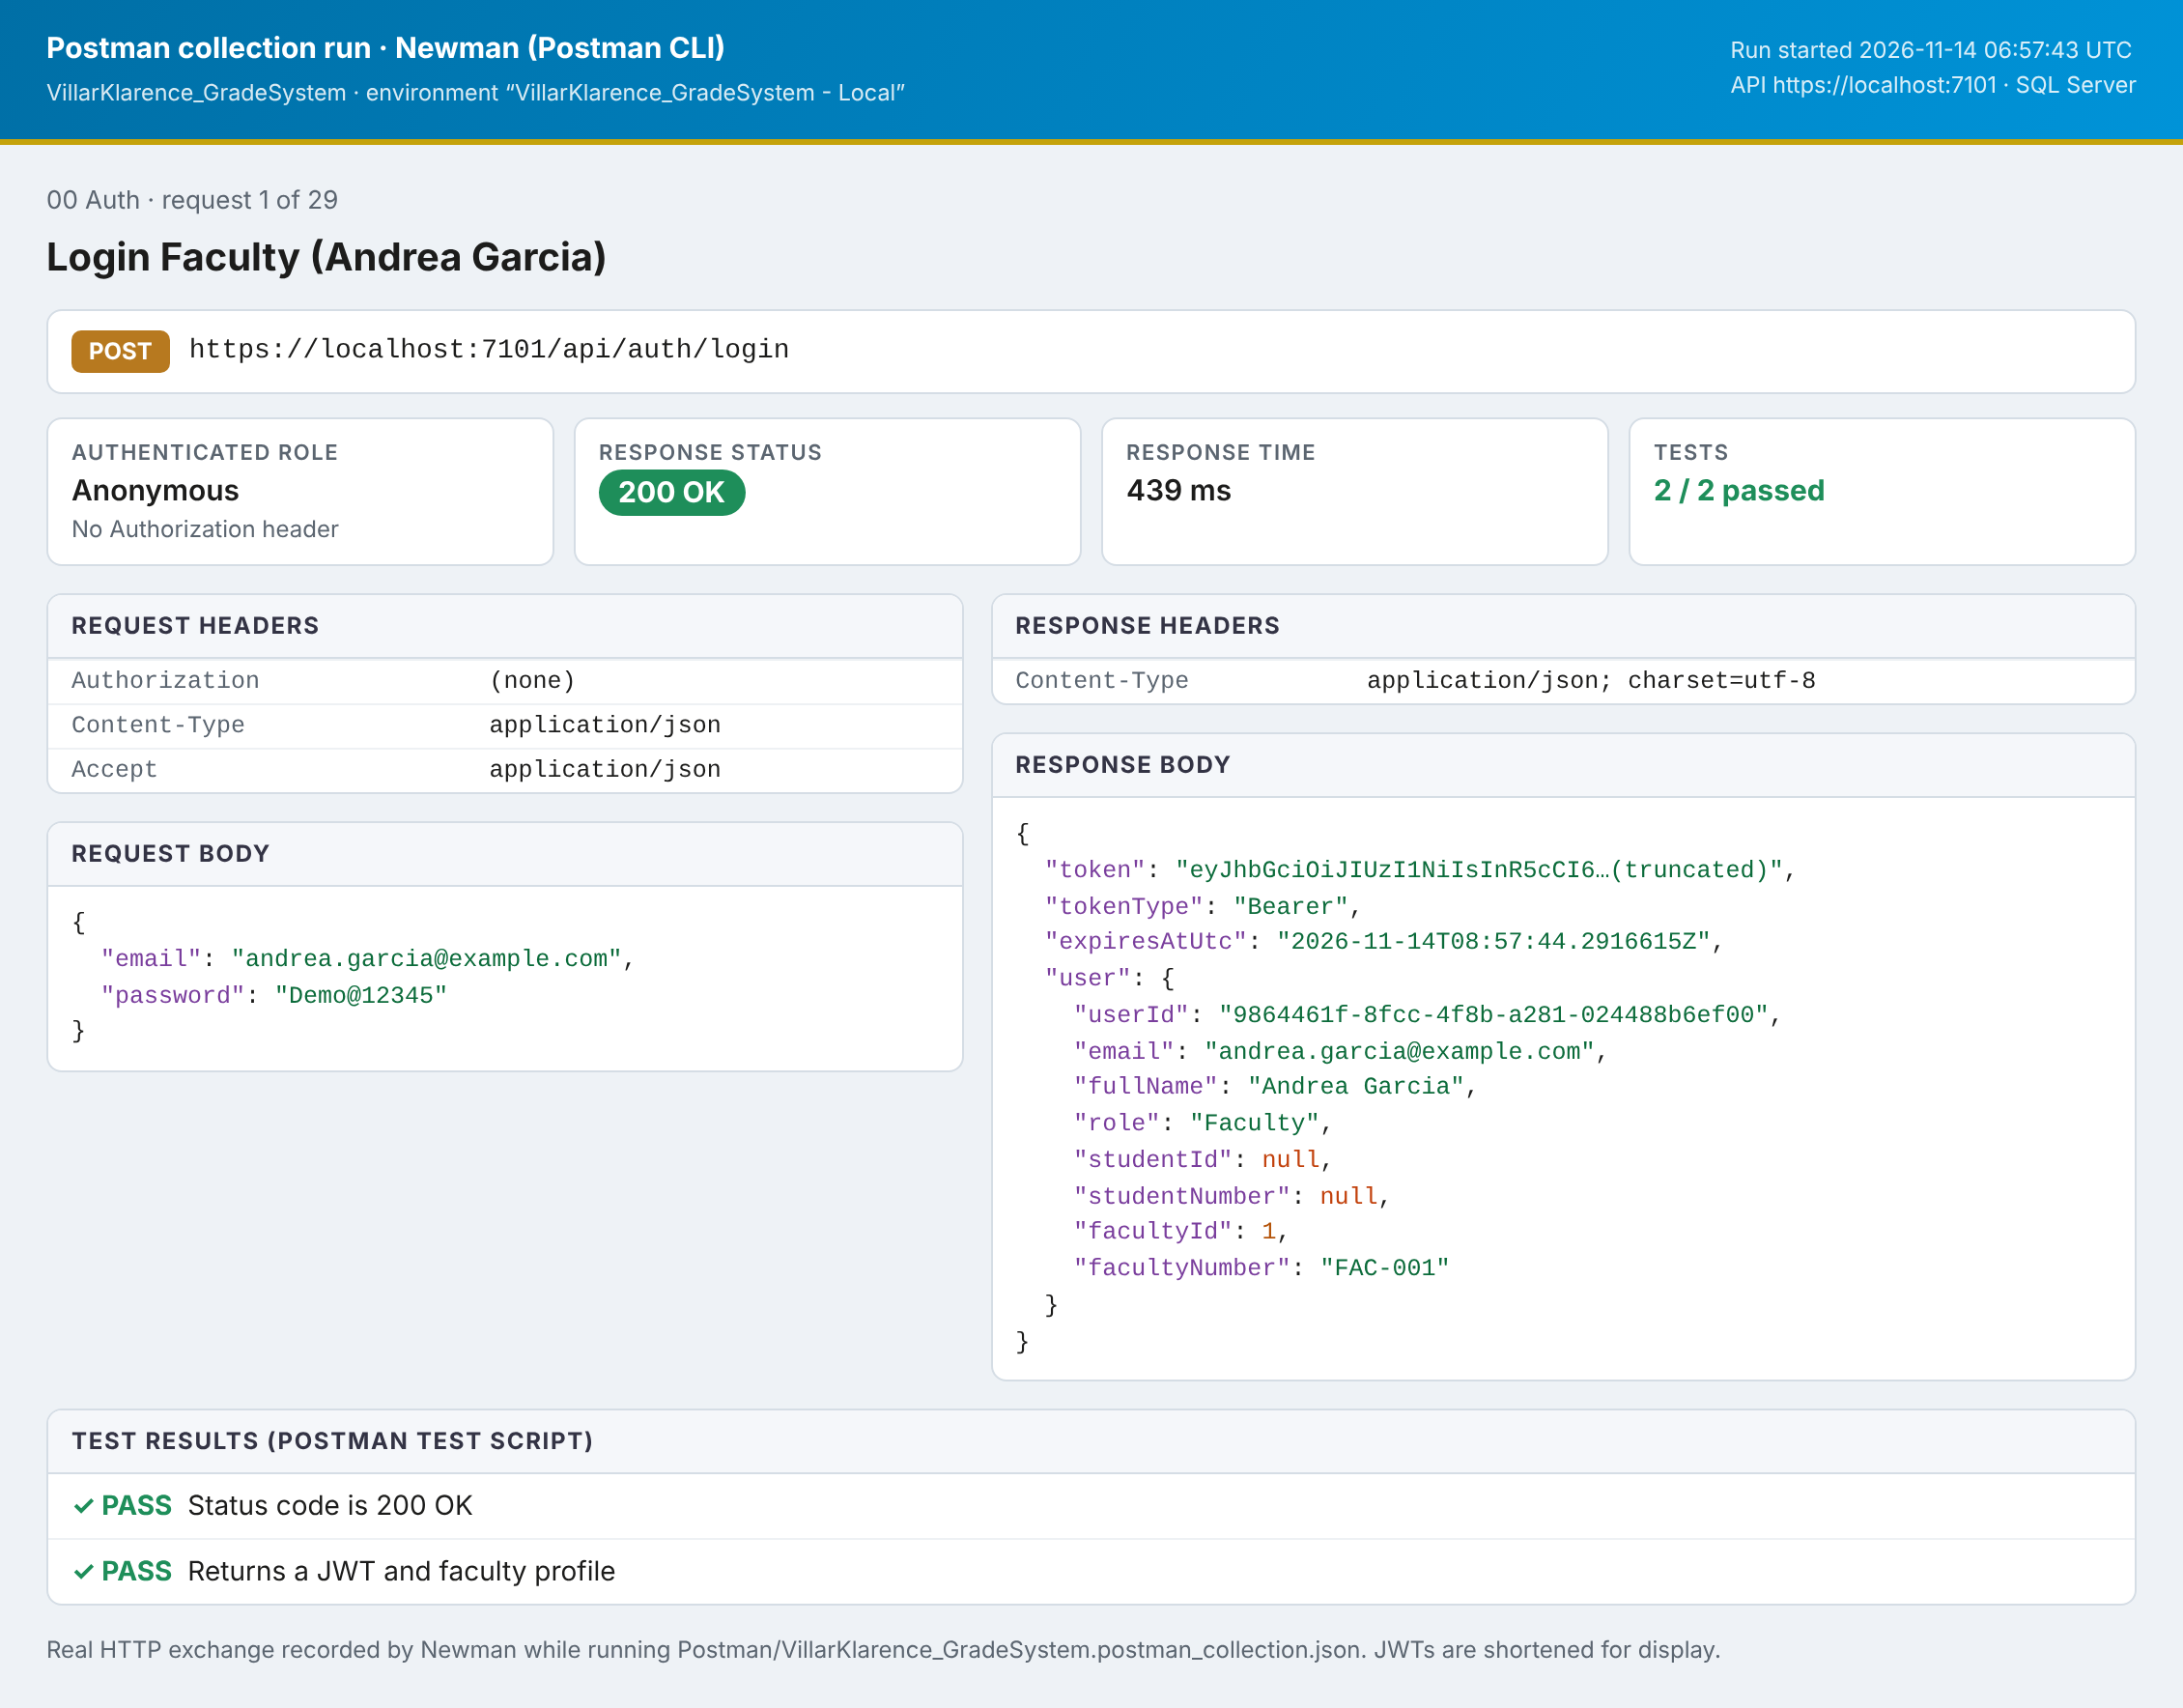 Postman collection run · Newman (Postman CLI)
VillarKlarence_GradeSystem · environment “VillarKlarence_GradeSystem - Local”
Run started 2026-11-14 06:57:43 UTC
API https://localhost:7101 · SQL Server
00 Auth · request 1 of 29
Login Faculty (Andrea Garcia)
POST https://localhost:7101/api/auth/login
AUTHENTICATED ROLE
Anonymous
No Authorization header
RESPONSE STATUS
200 OK
RESPONSE TIME
439 ms
TESTS
2 / 2 passed
REQUEST HEADERS
Authorization (none)
Content-Type application/json
Accept application/json
REQUEST BODY
{
  "email": "andrea.garcia@example.com",
  "password": "Demo@12345"
}
RESPONSE HEADERS
Content-Type application/json; charset=utf-8
RESPONSE BODY
{
  "token": "eyJhbGciOiJIUzI1NiIsInR5cCI6…(truncated)",
  "tokenType": "Bearer",
  "expiresAtUtc": "2026-11-14T08:57:44.2916615Z",
  "user": {
    "userId": "9864461f-8fcc-4f8b-a281-024488b6ef00",
    "email": "andrea.garcia@example.com",
    "fullName": "Andrea Garcia",
    "role": "Faculty",
    "studentId": null,
    "studentNumber": null,
    "facultyId": 1,
    "facultyNumber": "FAC-001"
  }
}
TEST RESULTS (POSTMAN TEST SCRIPT)
✓ PASS Status code is 200 OK
✓ PASS Returns a JWT and faculty profile
Real HTTP exchange recorded by Newman while running Postman/VillarKlarence_GradeSystem.postman_collection.json. JWTs are shortened for display.